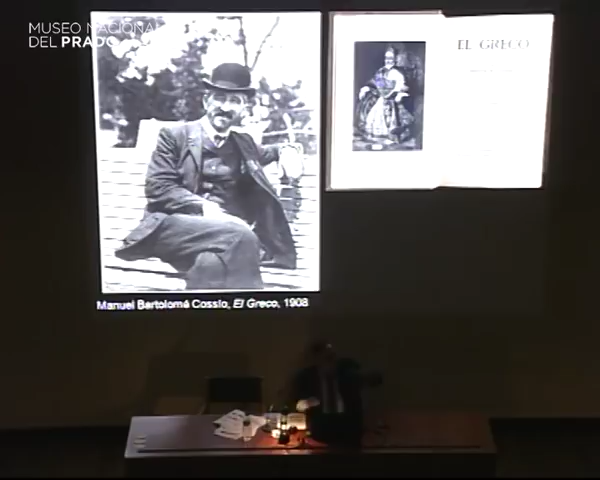 MUSEO NACIONAL
DEL PRADO
EL GRECO
Manuel Bartolomé Cossío, El Greco, 1908